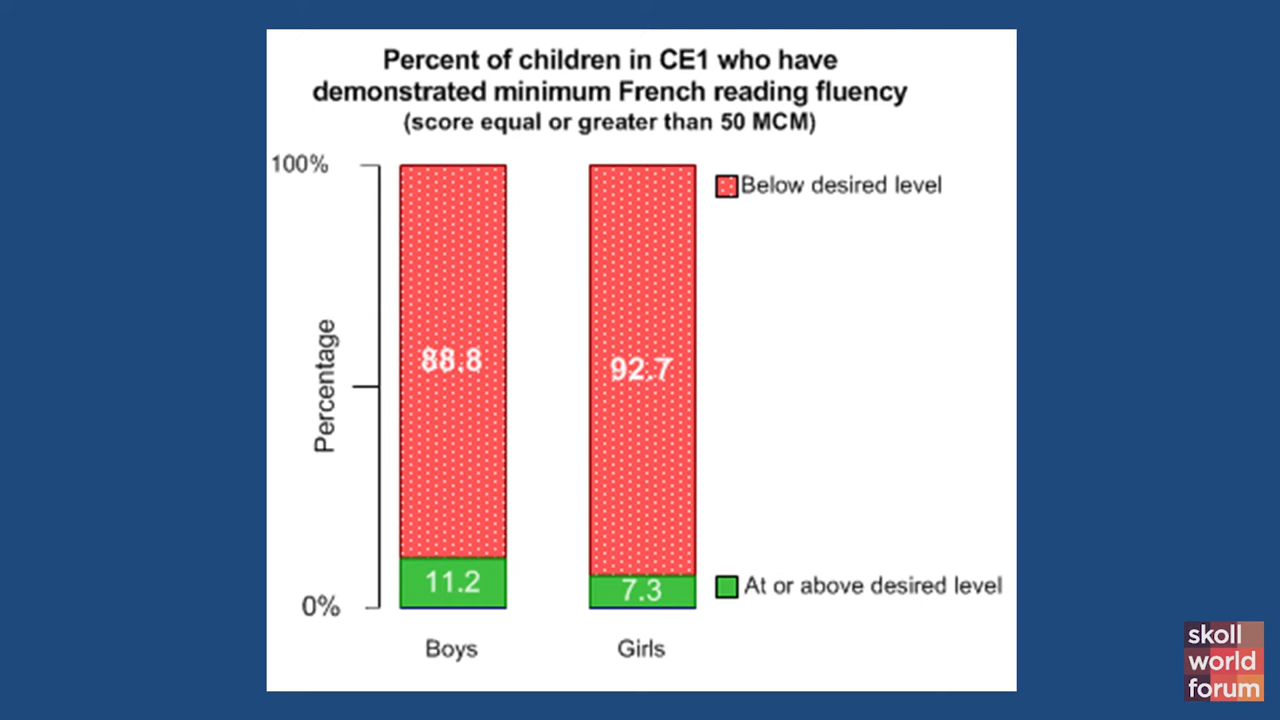 Percent of children in CE1 who have
demonstrated minimum French reading fluency
(score equal or greater than 50 MCM)
100%
Below desired level
Percentage
88.8
92.7
11.2
7.3
At or above desired level
0%
Boys
Girls
skoll
world
forum